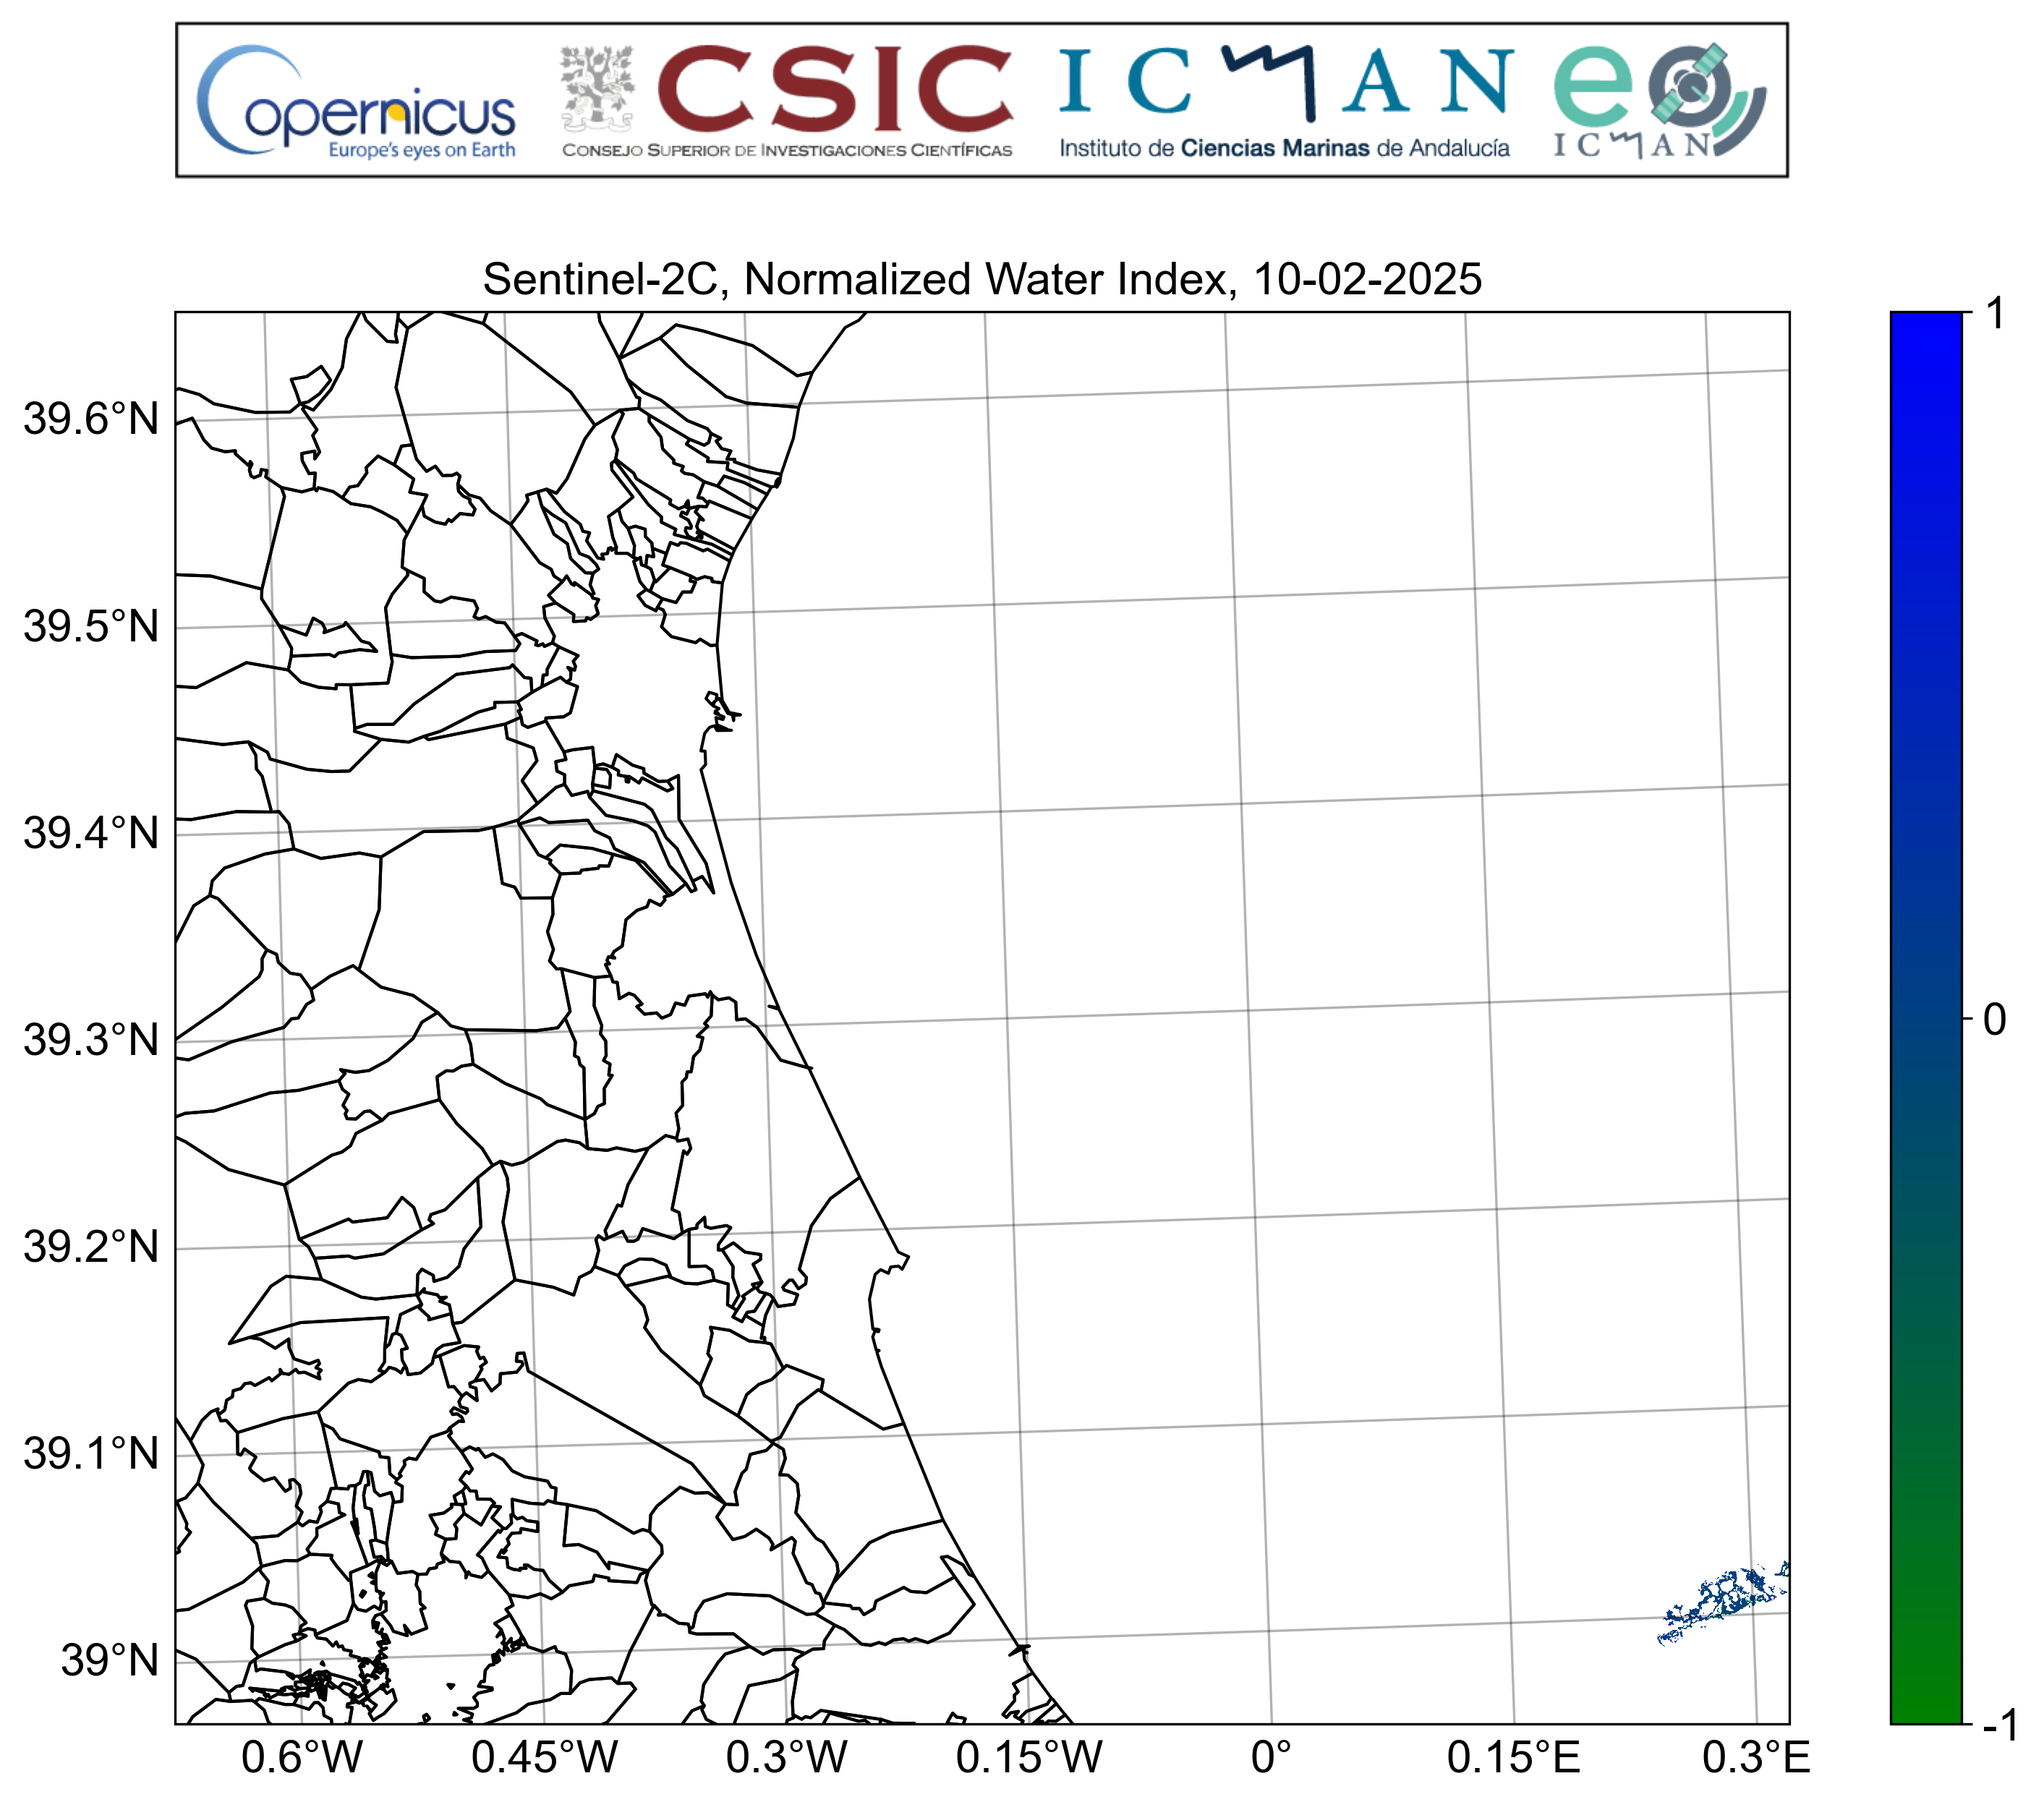 opernicus
Europe's eyes on Earth
CSIC
CONSEJO SUPERIOR DE INVESTIGACIONES CIENTÍFICAS
ICMAN
Instituto de Ciencias Marinas de Andalucía
eo
ICMAN
Sentinel-2C, Normalized Water Index, 10-02-2025
39.6°N
39.5°N
39.4°N
39.3°N
39.2°N
39.1°N
39°N
0.6°W 0.45°W 0.3°W 0.15°W 0° 0.15°E 0.3°E
1
0
-1